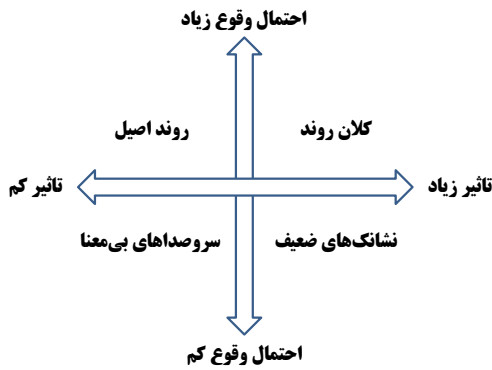 احتمال وقوع زیاد
کلان روند
روند اصیل
تاثیر زیاد
تاثیر کم
نشانک‌های ضعیف
سروصداهای بی‌معنا
احتمال وقوع کم